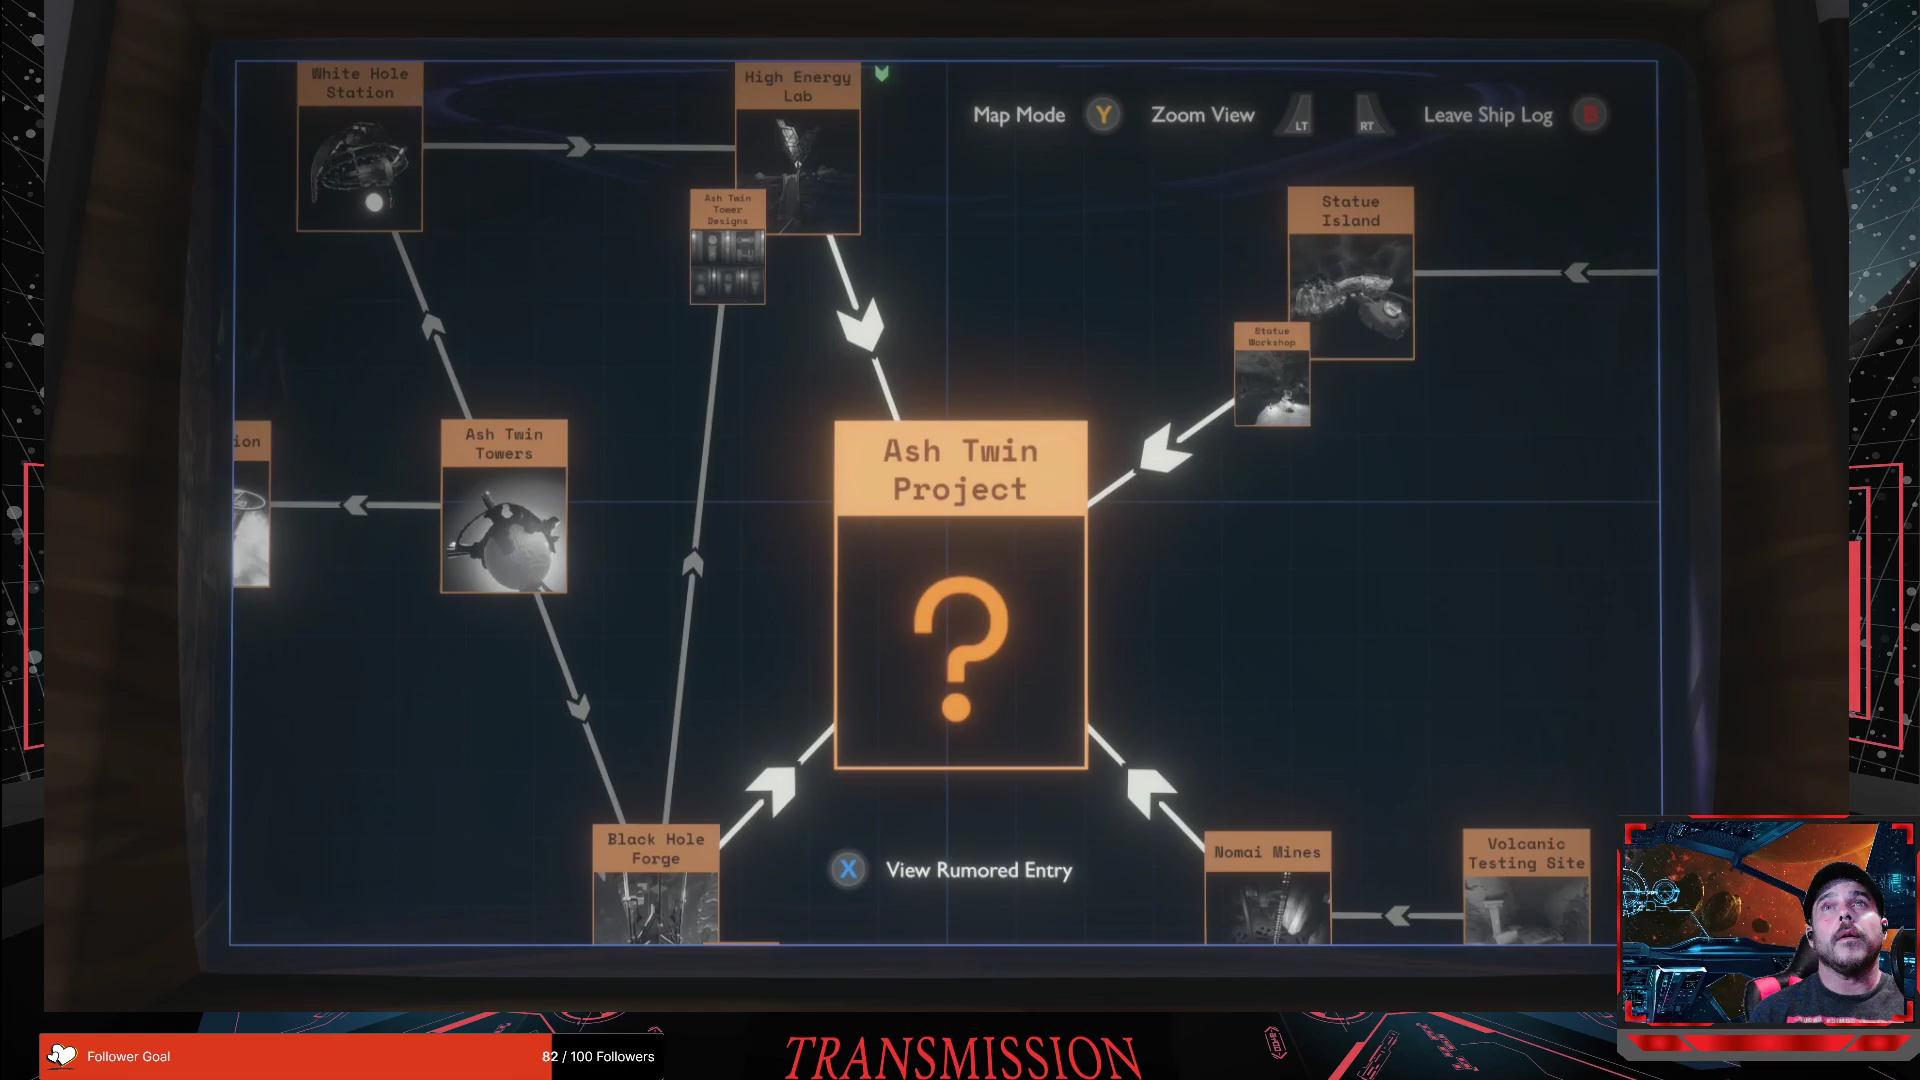 White Hole
Station
High Energy
Lab
Map Mode
Y
Zoom View
LT
RT
Leave Ship Log
B
Ash Twin
Tower
Designs
Statue
Island
Statue
Workshop
ion
Ash Twin
Towers
Ash Twin
Project
?
Black Hole
Forge
X
View Rumored Entry
Nomai Mines
Volcanic
Testing Site
Follower Goal
82 / 100 Followers
TRANSMISSION